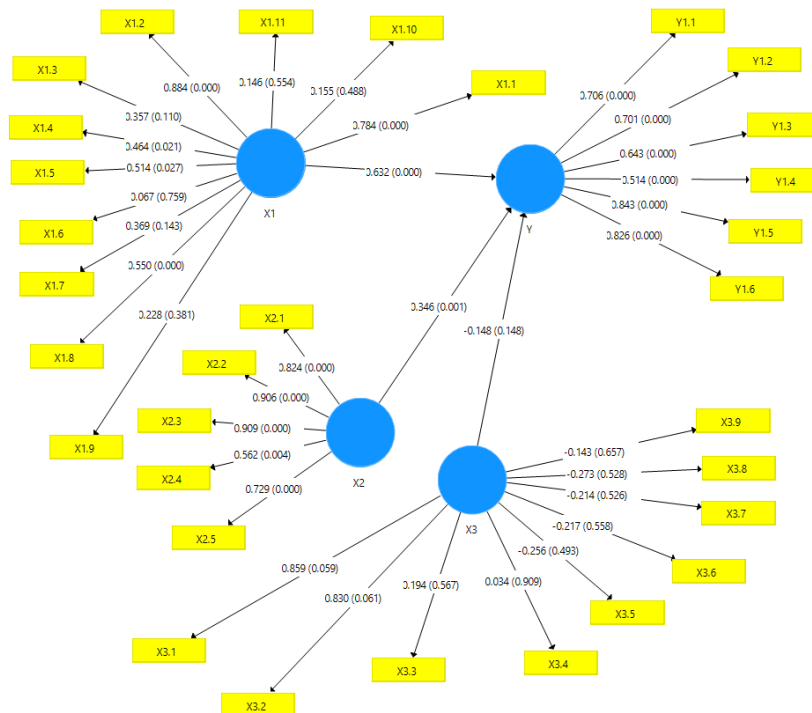 X1.2
X1.11
X1.10
X1.3
X1.1
X1.4
X1.5
X1.6
X1.7
X1.8
X1.9
0.884 (0.000)
0.146 (0.554)
0.155 (0.488)
0.784 (0.000)
0.357 (0.110)
0.464 (0.021)
0.514 (0.027)
0.067 (0.759)
0.369 (0.143)
0.550 (0.000)
0.228 (0.381)
X1
0.632 (0.000)
Y1.1
Y1.2
Y1.3
Y1.4
Y1.5
Y1.6
0.706 (0.000)
0.701 (0.000)
0.643 (0.000)
0.514 (0.000)
0.843 (0.000)
0.826 (0.000)
Y
0.346 (0.001)
-0.148 (0.148)
X2.1
X2.2
X2.3
X2.4
X2.5
0.824 (0.000)
0.906 (0.000)
0.909 (0.000)
0.562 (0.004)
0.729 (0.000)
X2
X3
X3.9
X3.8
X3.7
X3.6
X3.5
X3.4
X3.3
X3.2
X3.1
-0.143 (0.657)
-0.273 (0.528)
-0.214 (0.526)
-0.217 (0.558)
-0.256 (0.493)
0.034 (0.909)
0.194 (0.567)
0.830 (0.061)
0.859 (0.059)